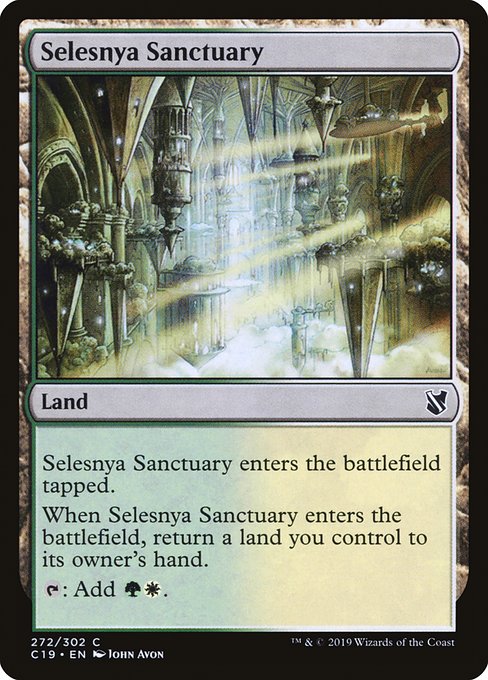 Selesnya Sanctuary
Land
Selesnya Sanctuary enters the battlefield
tapped.
When Selesnya Sanctuary enters the
battlefield, return a land you control to
its owner's hand.
: Add .
272/302 C
C19 • EN John Avon
™ & © 2019 Wizards of the Coast